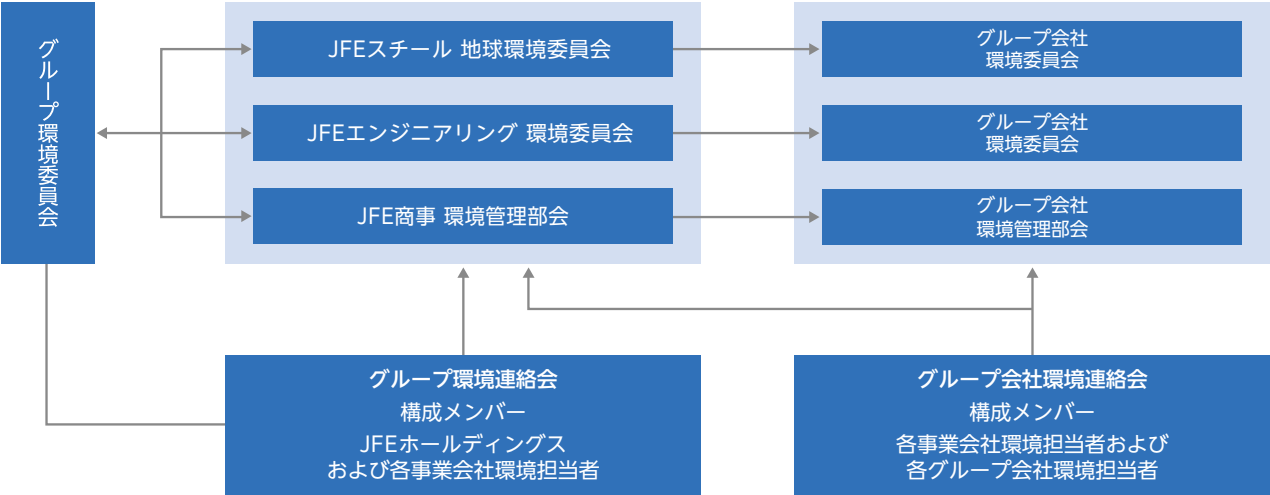 グループ環境委員会
JFEスチール 地球環境委員会
グループ会社
環境委員会
JFEエンジニアリング 環境委員会
グループ会社
環境委員会
JFE商事 環境管理部会
グループ会社
環境管理部会
グループ環境連絡会
構成メンバー
JFEホールディングス
および各事業会社環境担当者
グループ会社環境連絡会
構成メンバー
各事業会社環境担当者および
各グループ会社環境担当者